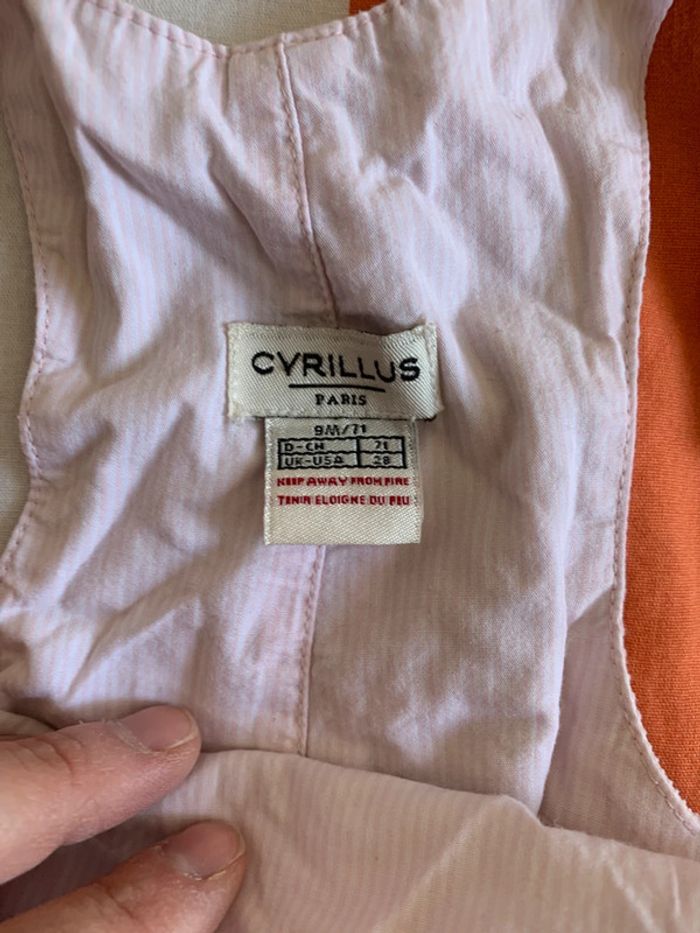 CYRILLUS
PARIS
9M/71
D-CH 71
UK-USA 28
KEEP AWAY FROM FIRE
TENIR ELOIGNE DU FEU